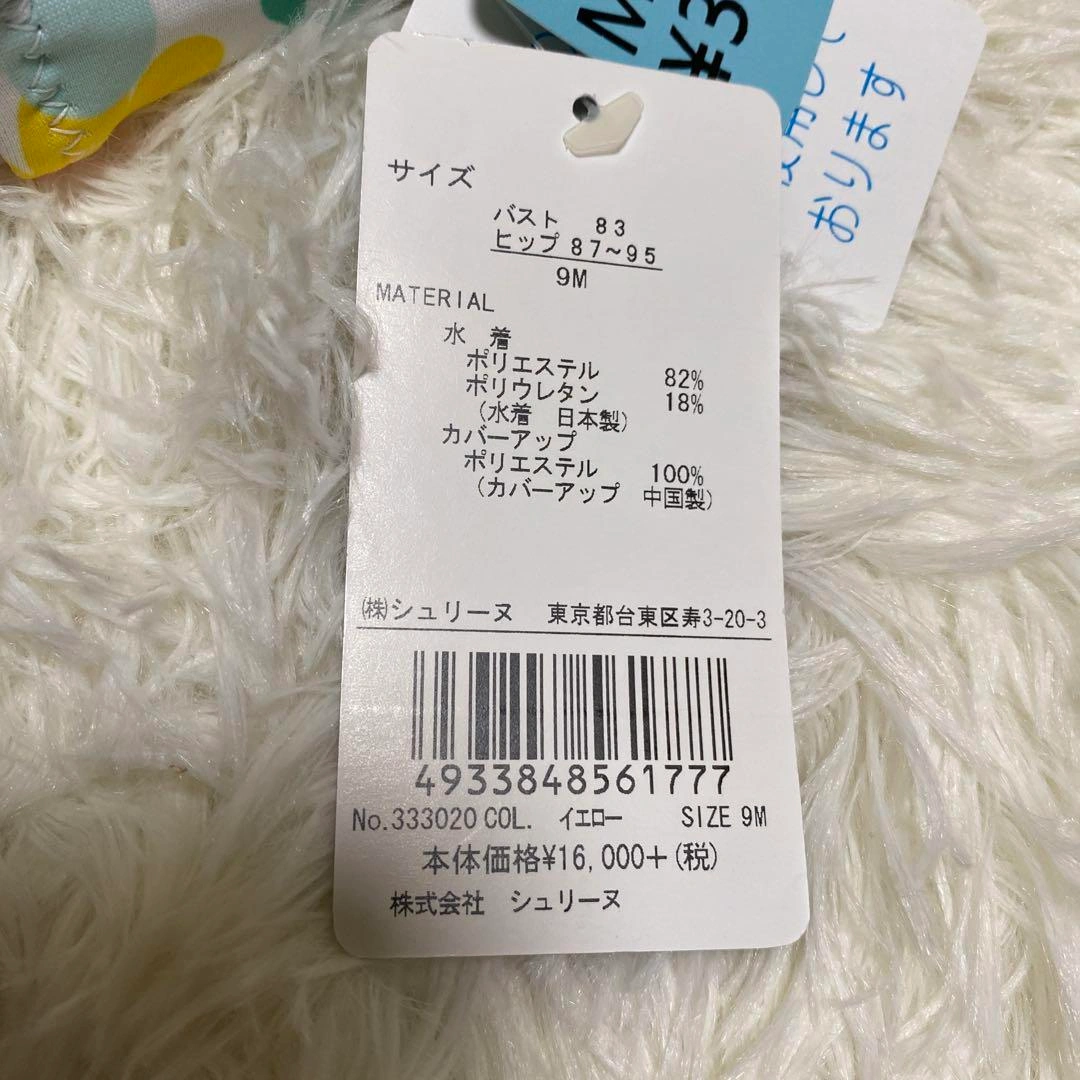 M
¥3
おります
サイズ
バスト 83
ヒップ 87~95
9M
MATERIAL
水 着
ポリエステル 82%
ポリウレタン 18%
(水着 日本製)
カバーアップ
ポリエステル 100%
(カバーアップ 中国製)
㈱シュリーヌ 東京都台東区寿3-20-3
4933848561777
No.333020 COL. イエロー SIZE 9M
本体価格¥16,000+(税)
株式会社 シュリーヌ